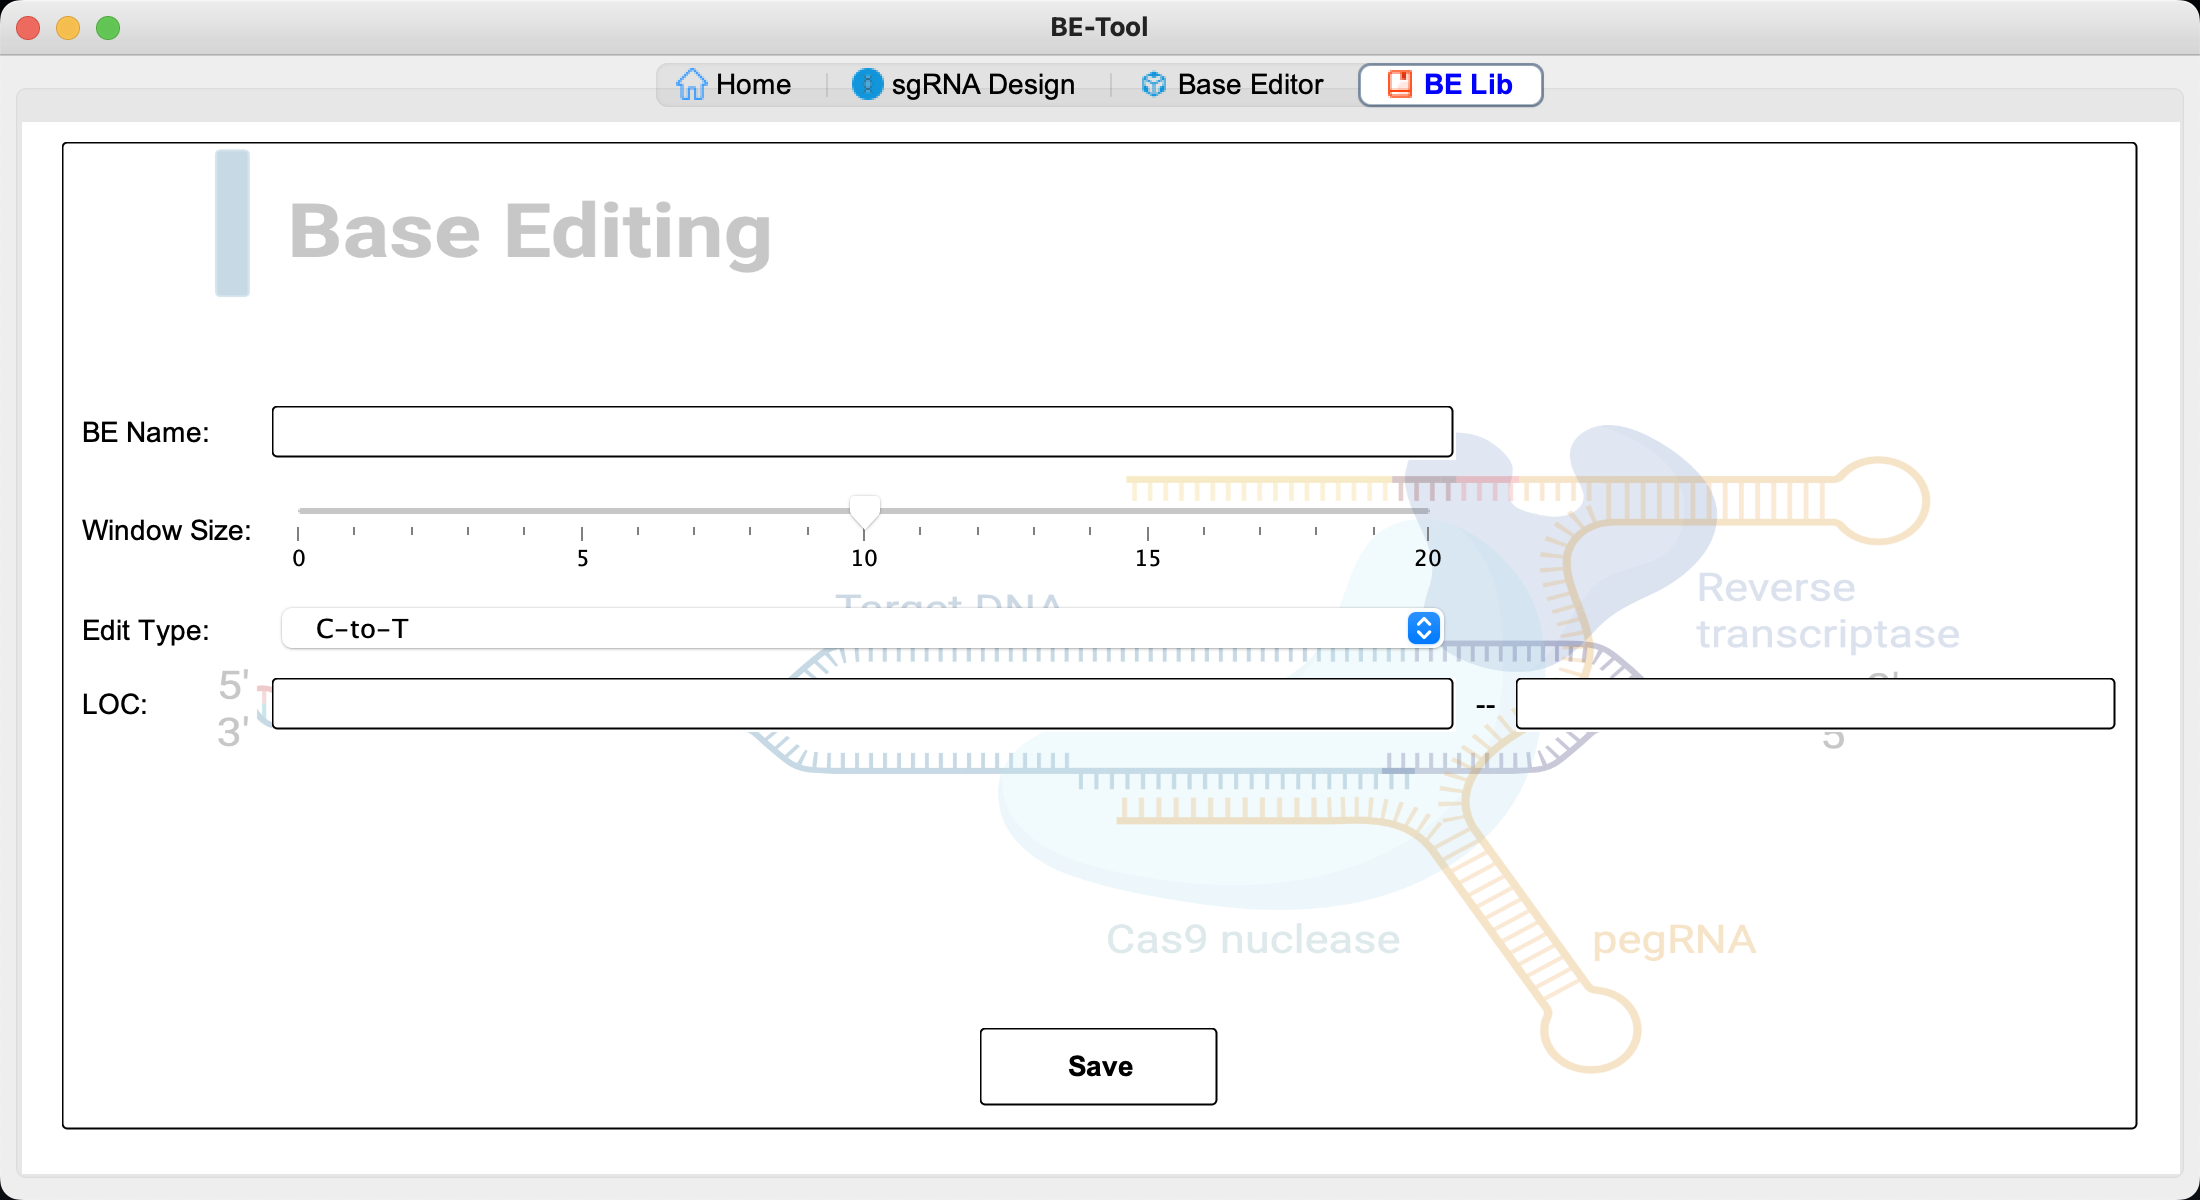 BE-Tool
Home sgRNA Design Base Editor BE Lib
Base Editing
BE Name:
Window Size:
0 5 10 15 20
Reverse
transcriptase
Target DNA
Edit Type: C-to-T
5'
3'
LOC: --
3'
5
Cas9 nuclease
pegRNA
Save